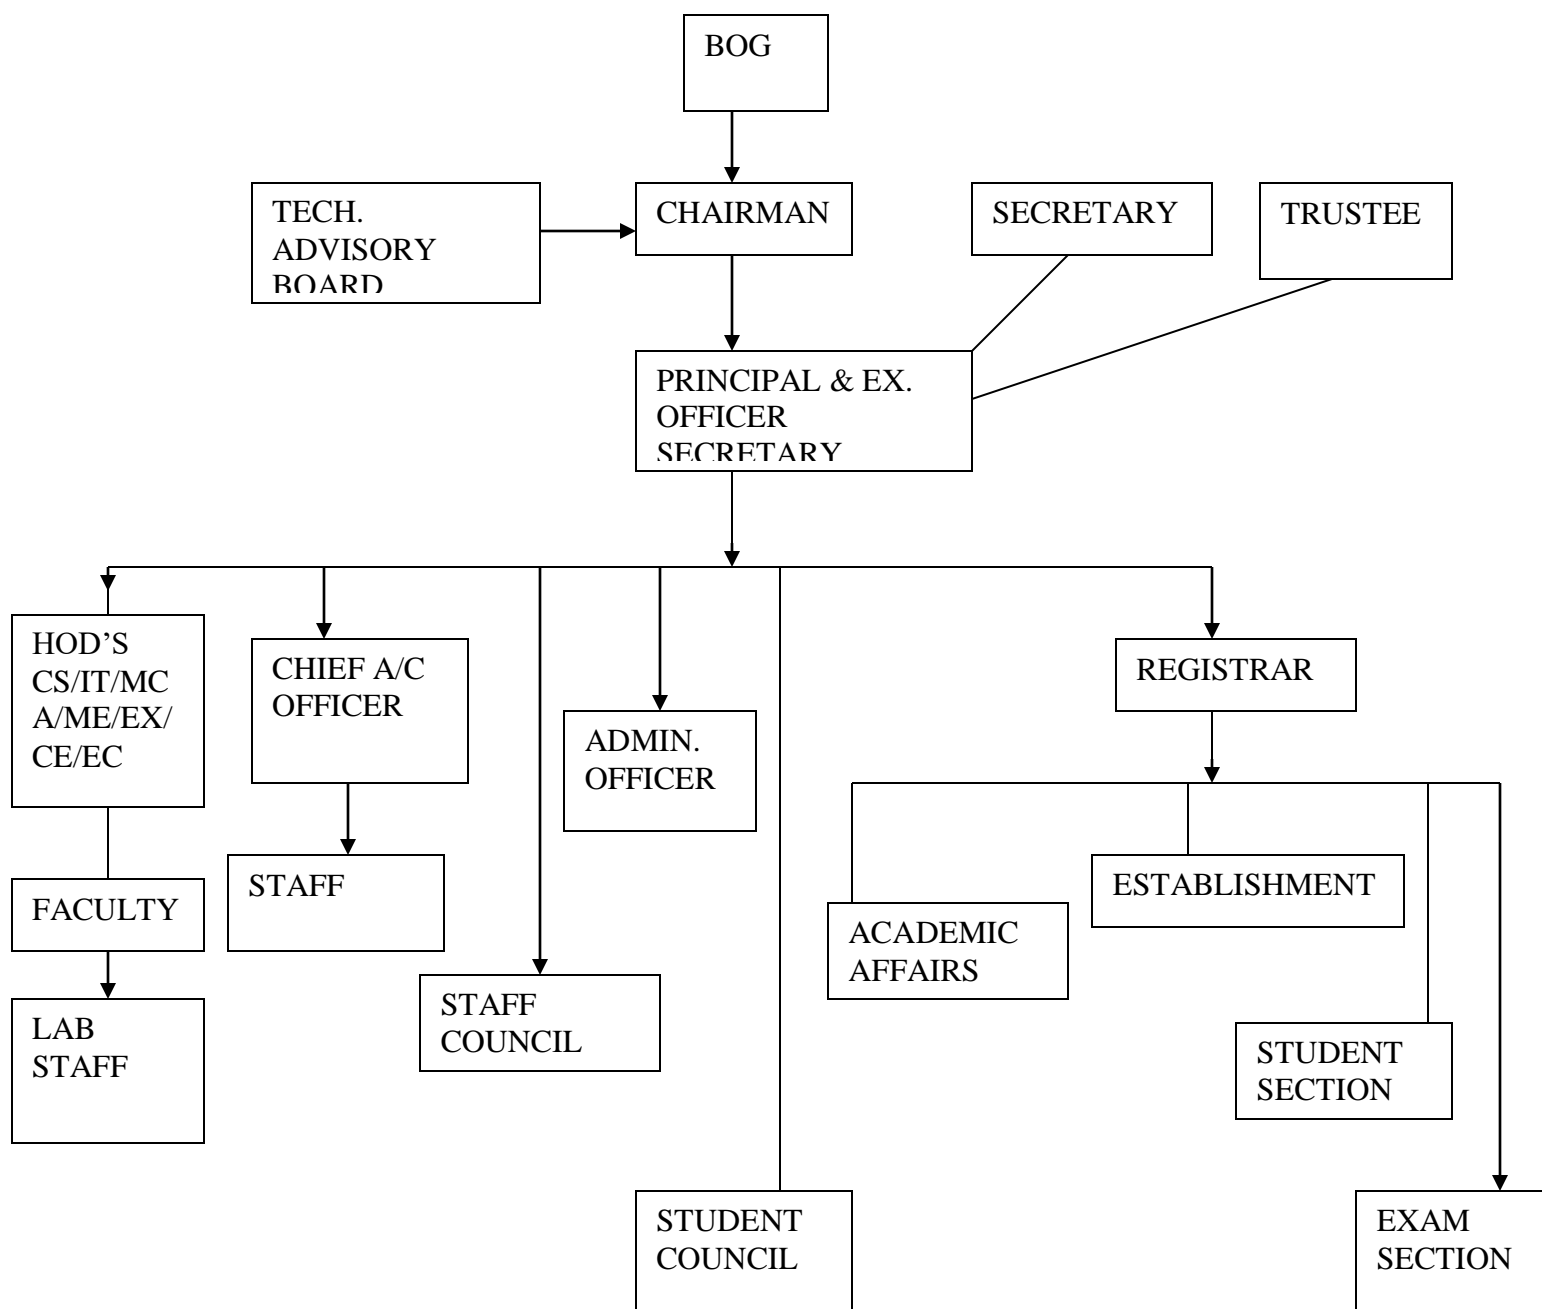 BOG
TECH.
ADVISORY
BOARD
CHAIRMAN
SECRETARY
TRUSTEE
PRINCIPAL & EX.
OFFICER
SECRETARY
HOD’S
CS/IT/MC
A/ME/EX/
CE/EC
CHIEF A/C
OFFICER
REGISTRAR
ADMIN.
OFFICER
STAFF
ESTABLISHMENT
FACULTY
ACADEMIC
AFFAIRS
STAFF
COUNCIL
LAB
STAFF
STUDENT
SECTION
STUDENT
COUNCIL
EXAM
SECTION